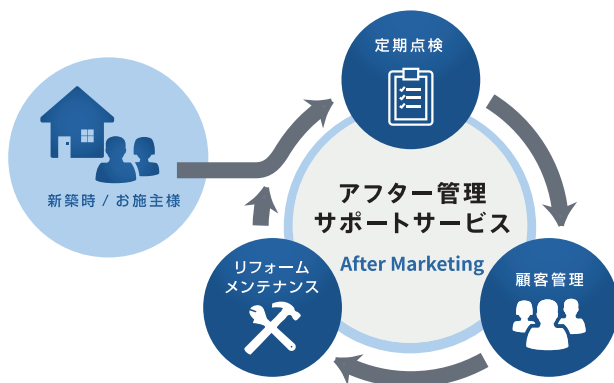 定期点検
新築時 / お施主様
アフター管理
サポートサービス
After Marketing
リフォーム
メンテナンス
顧客管理